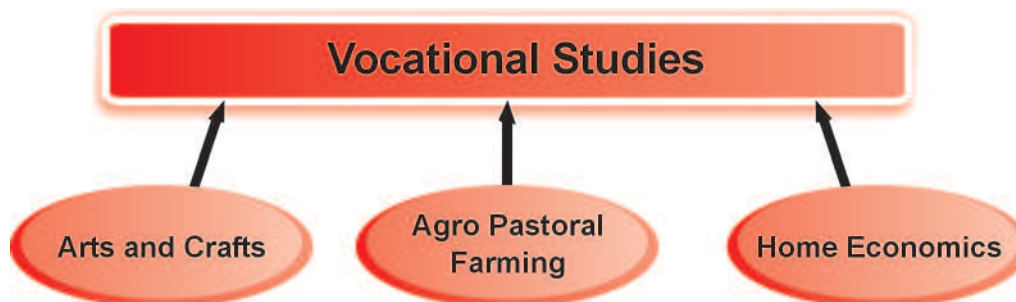 Vocational Studies
Arts and Crafts
Agro Pastoral
Farming
Home Economics